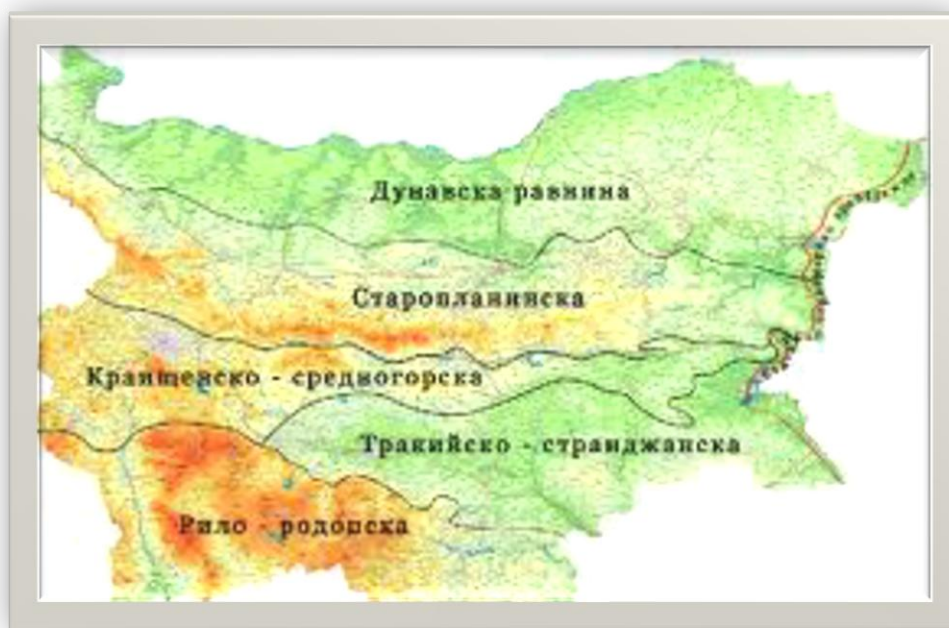 Дунавска равнина
Старопланинска
Краищенско - средногорска
Тракийско - странджанска
Рило - родопска